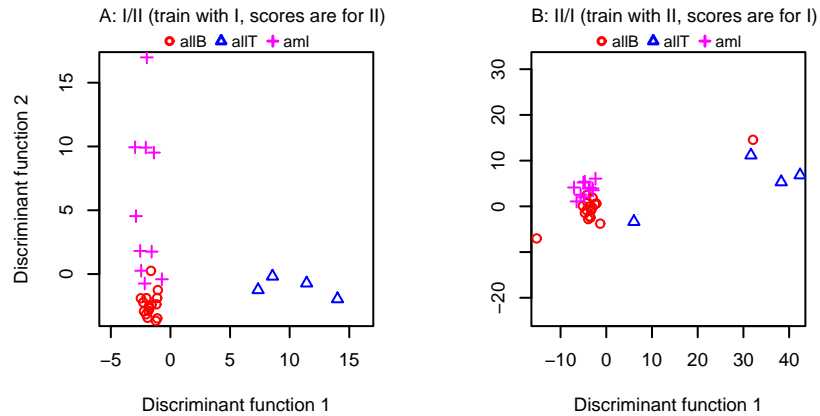 A: I/II (train with I, scores are for II)
allB allT aml
15
10
5
0
−5 0 5 10 15
Discriminant function 1
Discriminant function 2
B: II/I (train with II, scores are for I)
allB allT aml
30
20
10
0
−20
−10 0 10 20 30 40
Discriminant function 1